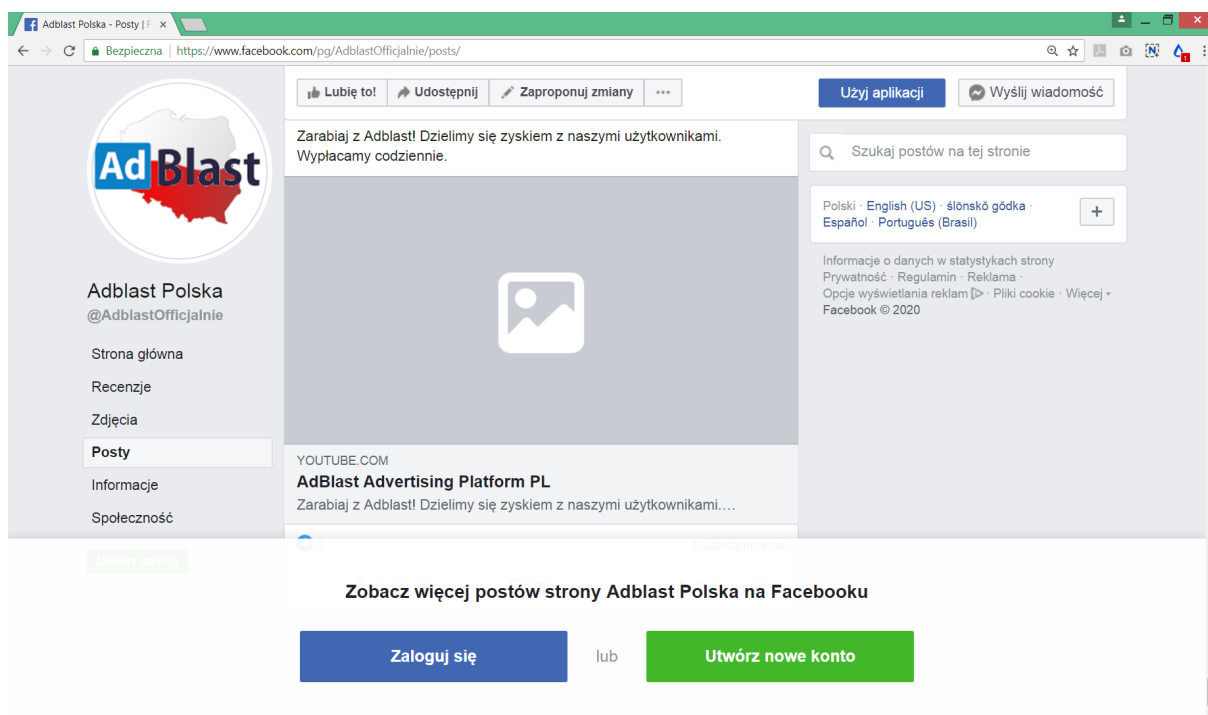 Adblast Polska - Posty | F
Bezpieczna | https://www.facebook.com/pg/AdblastOfficjalnie/posts/
1
AdBlast
Adblast Polska
@AdblastOfficjalnie
Strona główna
Recenzje
Zdjęcia
Posty
Informacje
Społeczność
Utwórz stronę
Lubię to! Udostępnij Zaproponuj zmiany ...
Zarabiaj z Adblast! Dzielimy się zyskiem z naszymi użytkownikami.
Wypłacamy codziennie.
YOUTUBE.COM
AdBlast Advertising Platform PL
Zarabiaj z Adblast! Dzielimy się zyskiem z naszymi użytkownikami....
1 1 udostępnienie
Użyj aplikacji Wyślij wiadomość
Szukaj postów na tej stronie
Polski · English (US) · ślōnskŏ gŏdka ·
Español · Português (Brasil)
Informacje o danych w statystykach strony
Prywatność · Regulamin · Reklama ·
Opcje wyświetlania reklam · Pliki cookie · Więcej
Facebook © 2020
Zobacz więcej postów strony Adblast Polska na Facebooku
Zaloguj się lub Utwórz nowe konto